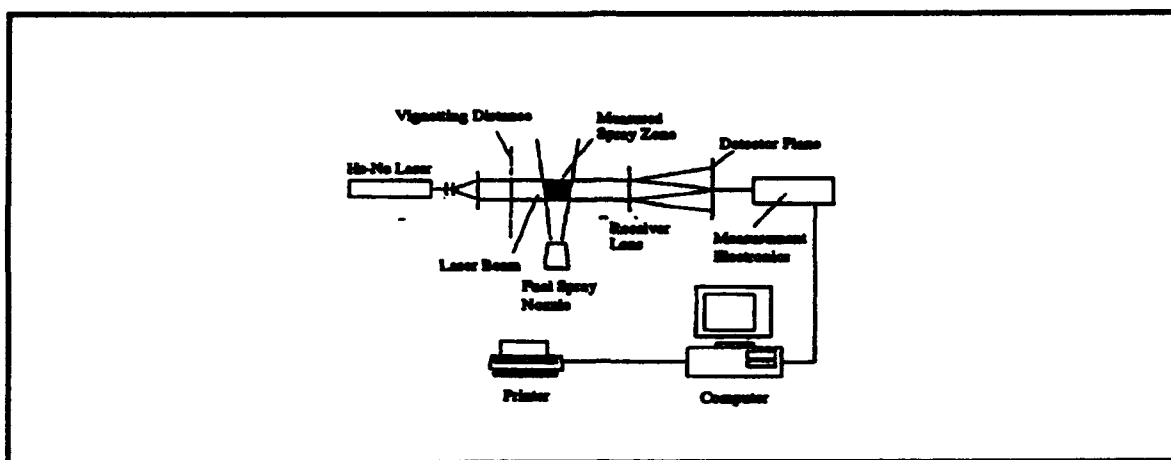 Vignetting Distance
Measured
Spray Zone
Detector Plane
He-Ne Laser
Receiver
Lens
Measurement
Electronics
Laser Beam
Fuel Spray
Nozzle
Printer
Computer